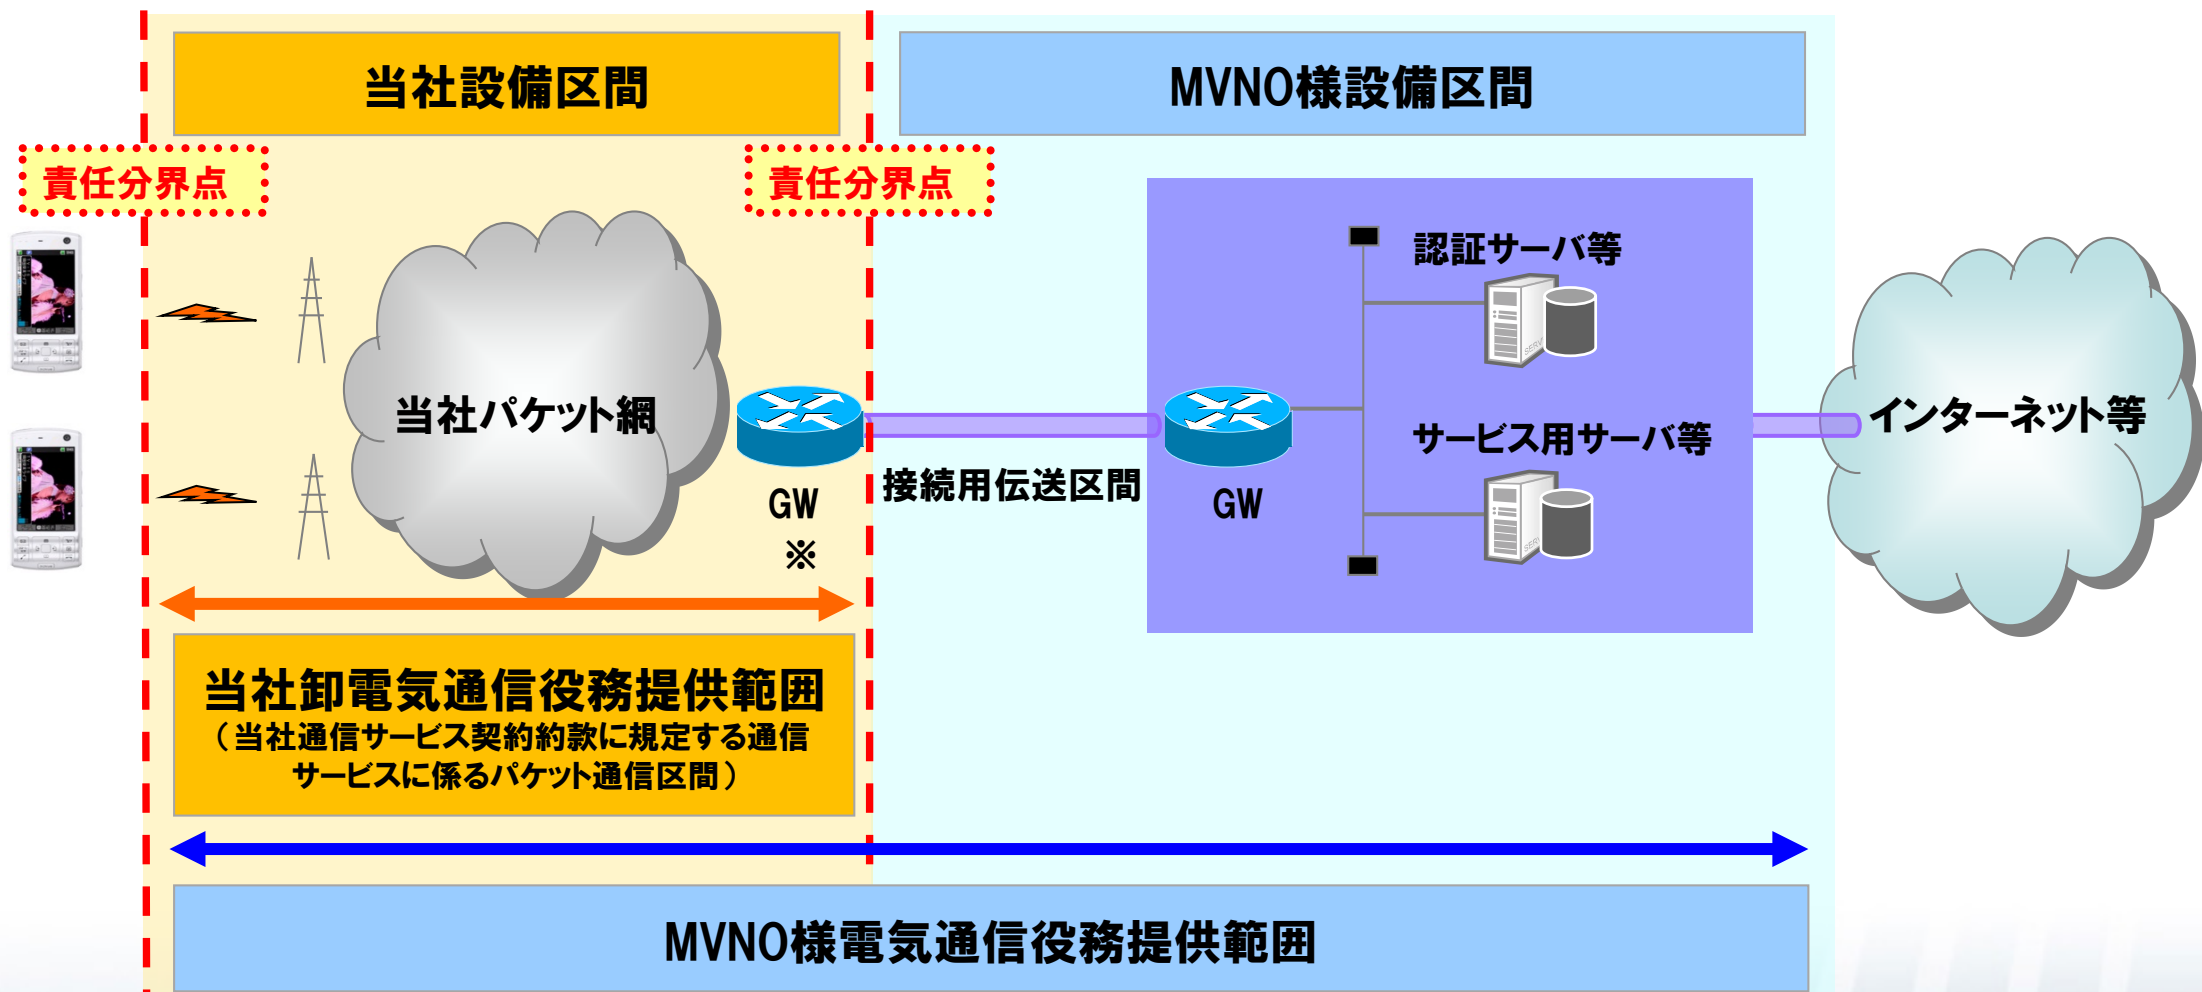 当社設備区間
MVNO様設備区間
責任分界点
責任分界点
認証サーバ等
当社パケット網
インターネット等
サービス用サーバ等
接続用伝送区間
GW
※
GW
当社卸電気通信役務提供範囲
（当社通信サービス契約約款に規定する通信
サービスに係るパケット通信区間）
MVNO様電気通信役務提供範囲